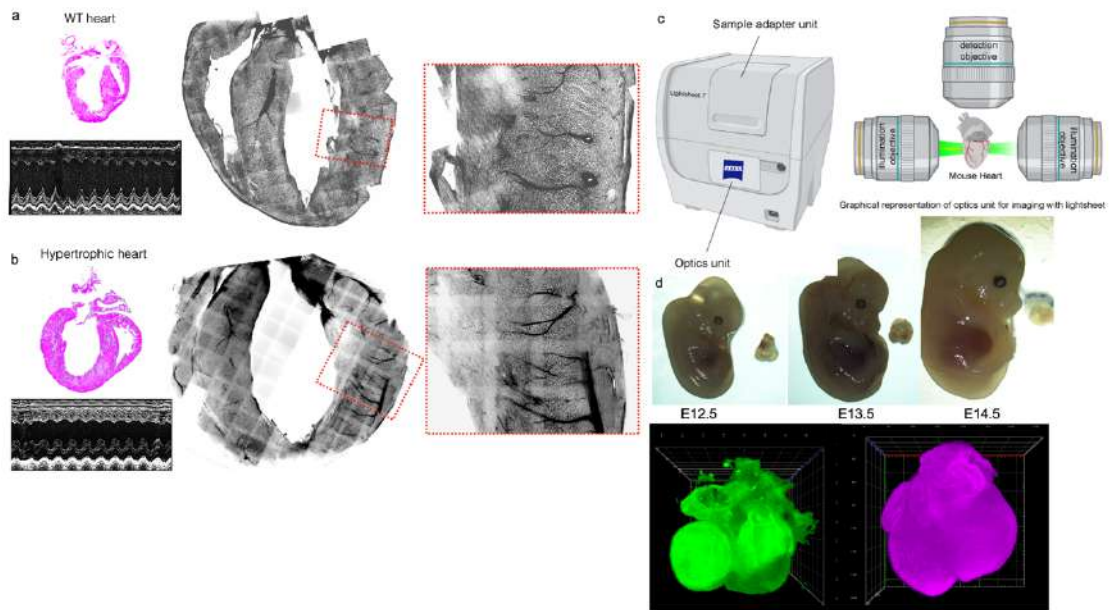 a
WT heart
b
Hypertrophic heart
c
Sample adapter unit
Lightsheet 7
ZEISS
Optics unit
detection
objective
illumination
objective
illumination
objective
Mouse Heart
Graphical representation of optics unit for imaging with lightsheet
d
E12.5
E13.5
E14.5